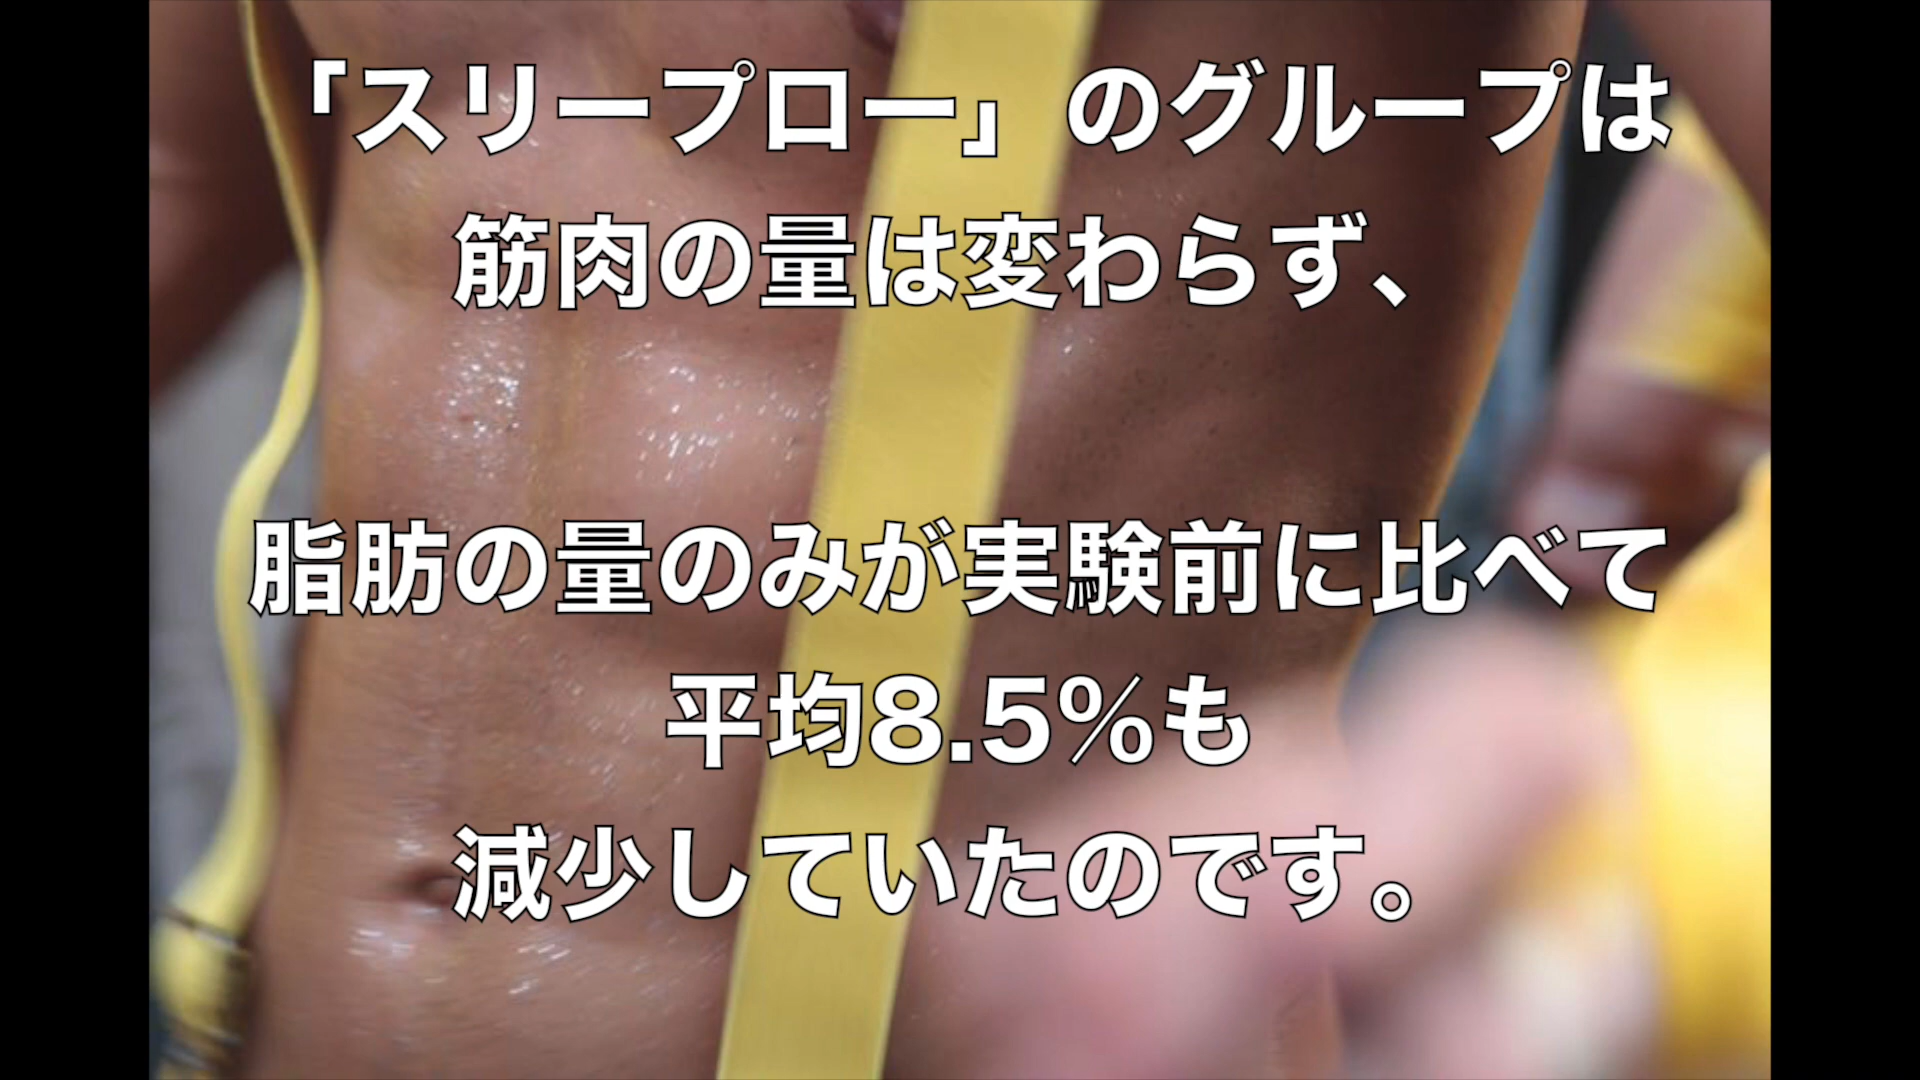 「スリープロー」のグループは
筋肉の量は変わらず、
脂肪の量のみが実験前に比べて
平均8.5%も
減少していたのです。